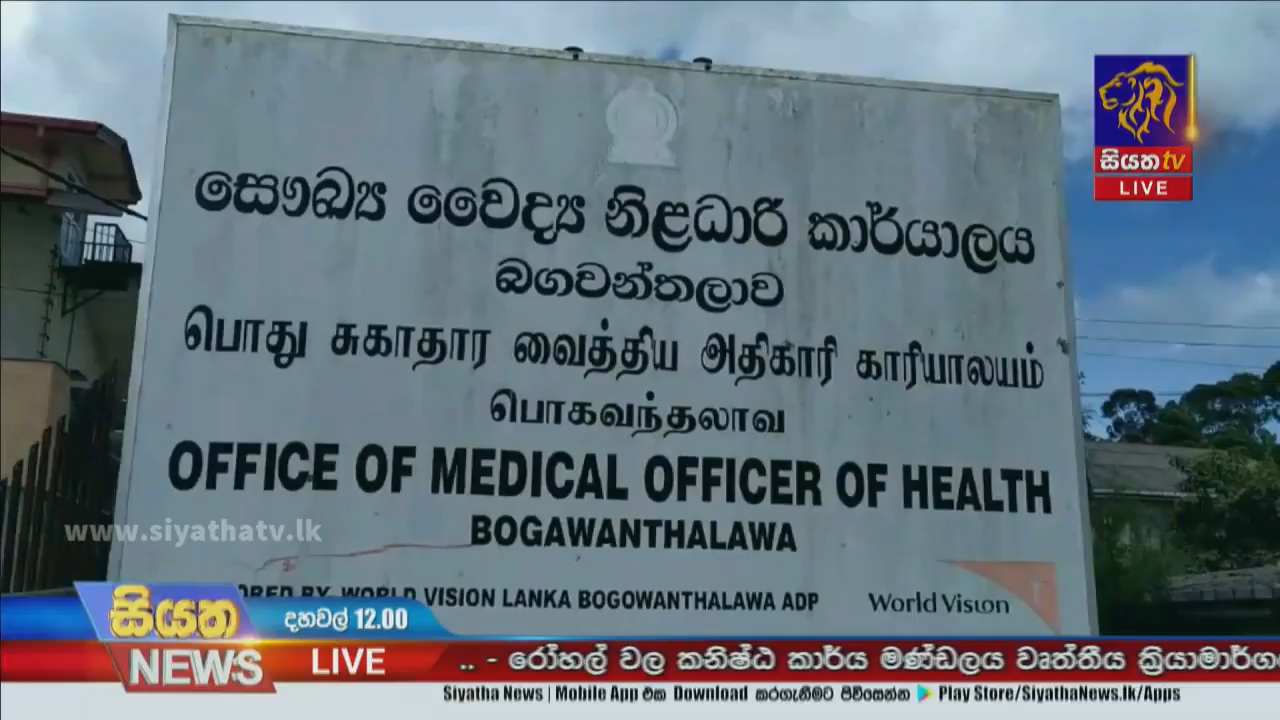 සියත tv
LIVE
සෞඛ්‍ය වෛද්‍ය නිළධාරි කාර්යාලය
බගවන්තලාව
பொது சுகாதார வைத்திய அதிகாரி காரியாலயம்
பொகவந்தலாவ
OFFICE OF MEDICAL OFFICER OF HEALTH
BOGAWANTHALAWA
www.siyathatv.lk
BY WORLD VISION LANKA BOGOWANTHALAWA ADP
World Vision
සියත
දහවල් 12.00
NEWS LIVE
.. - රෝහල් වල කනිෂ්ඨ කාර්ය මණ්ඩලය වෘත්තීය ක්‍රියාමාර්ග
Siyatha News | Mobile App එක Download කරගැනීමට පිවිසෙන්න Play Store/SiyathaNews.lk/Apps